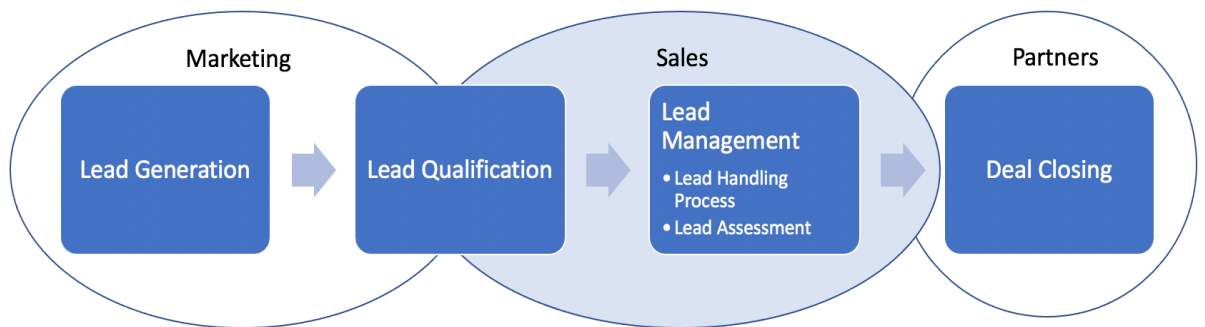 Marketing
Sales
Partners
Lead Generation
Lead Qualification
Lead
Management
• Lead Handling
Process
• Lead Assessment
Deal Closing